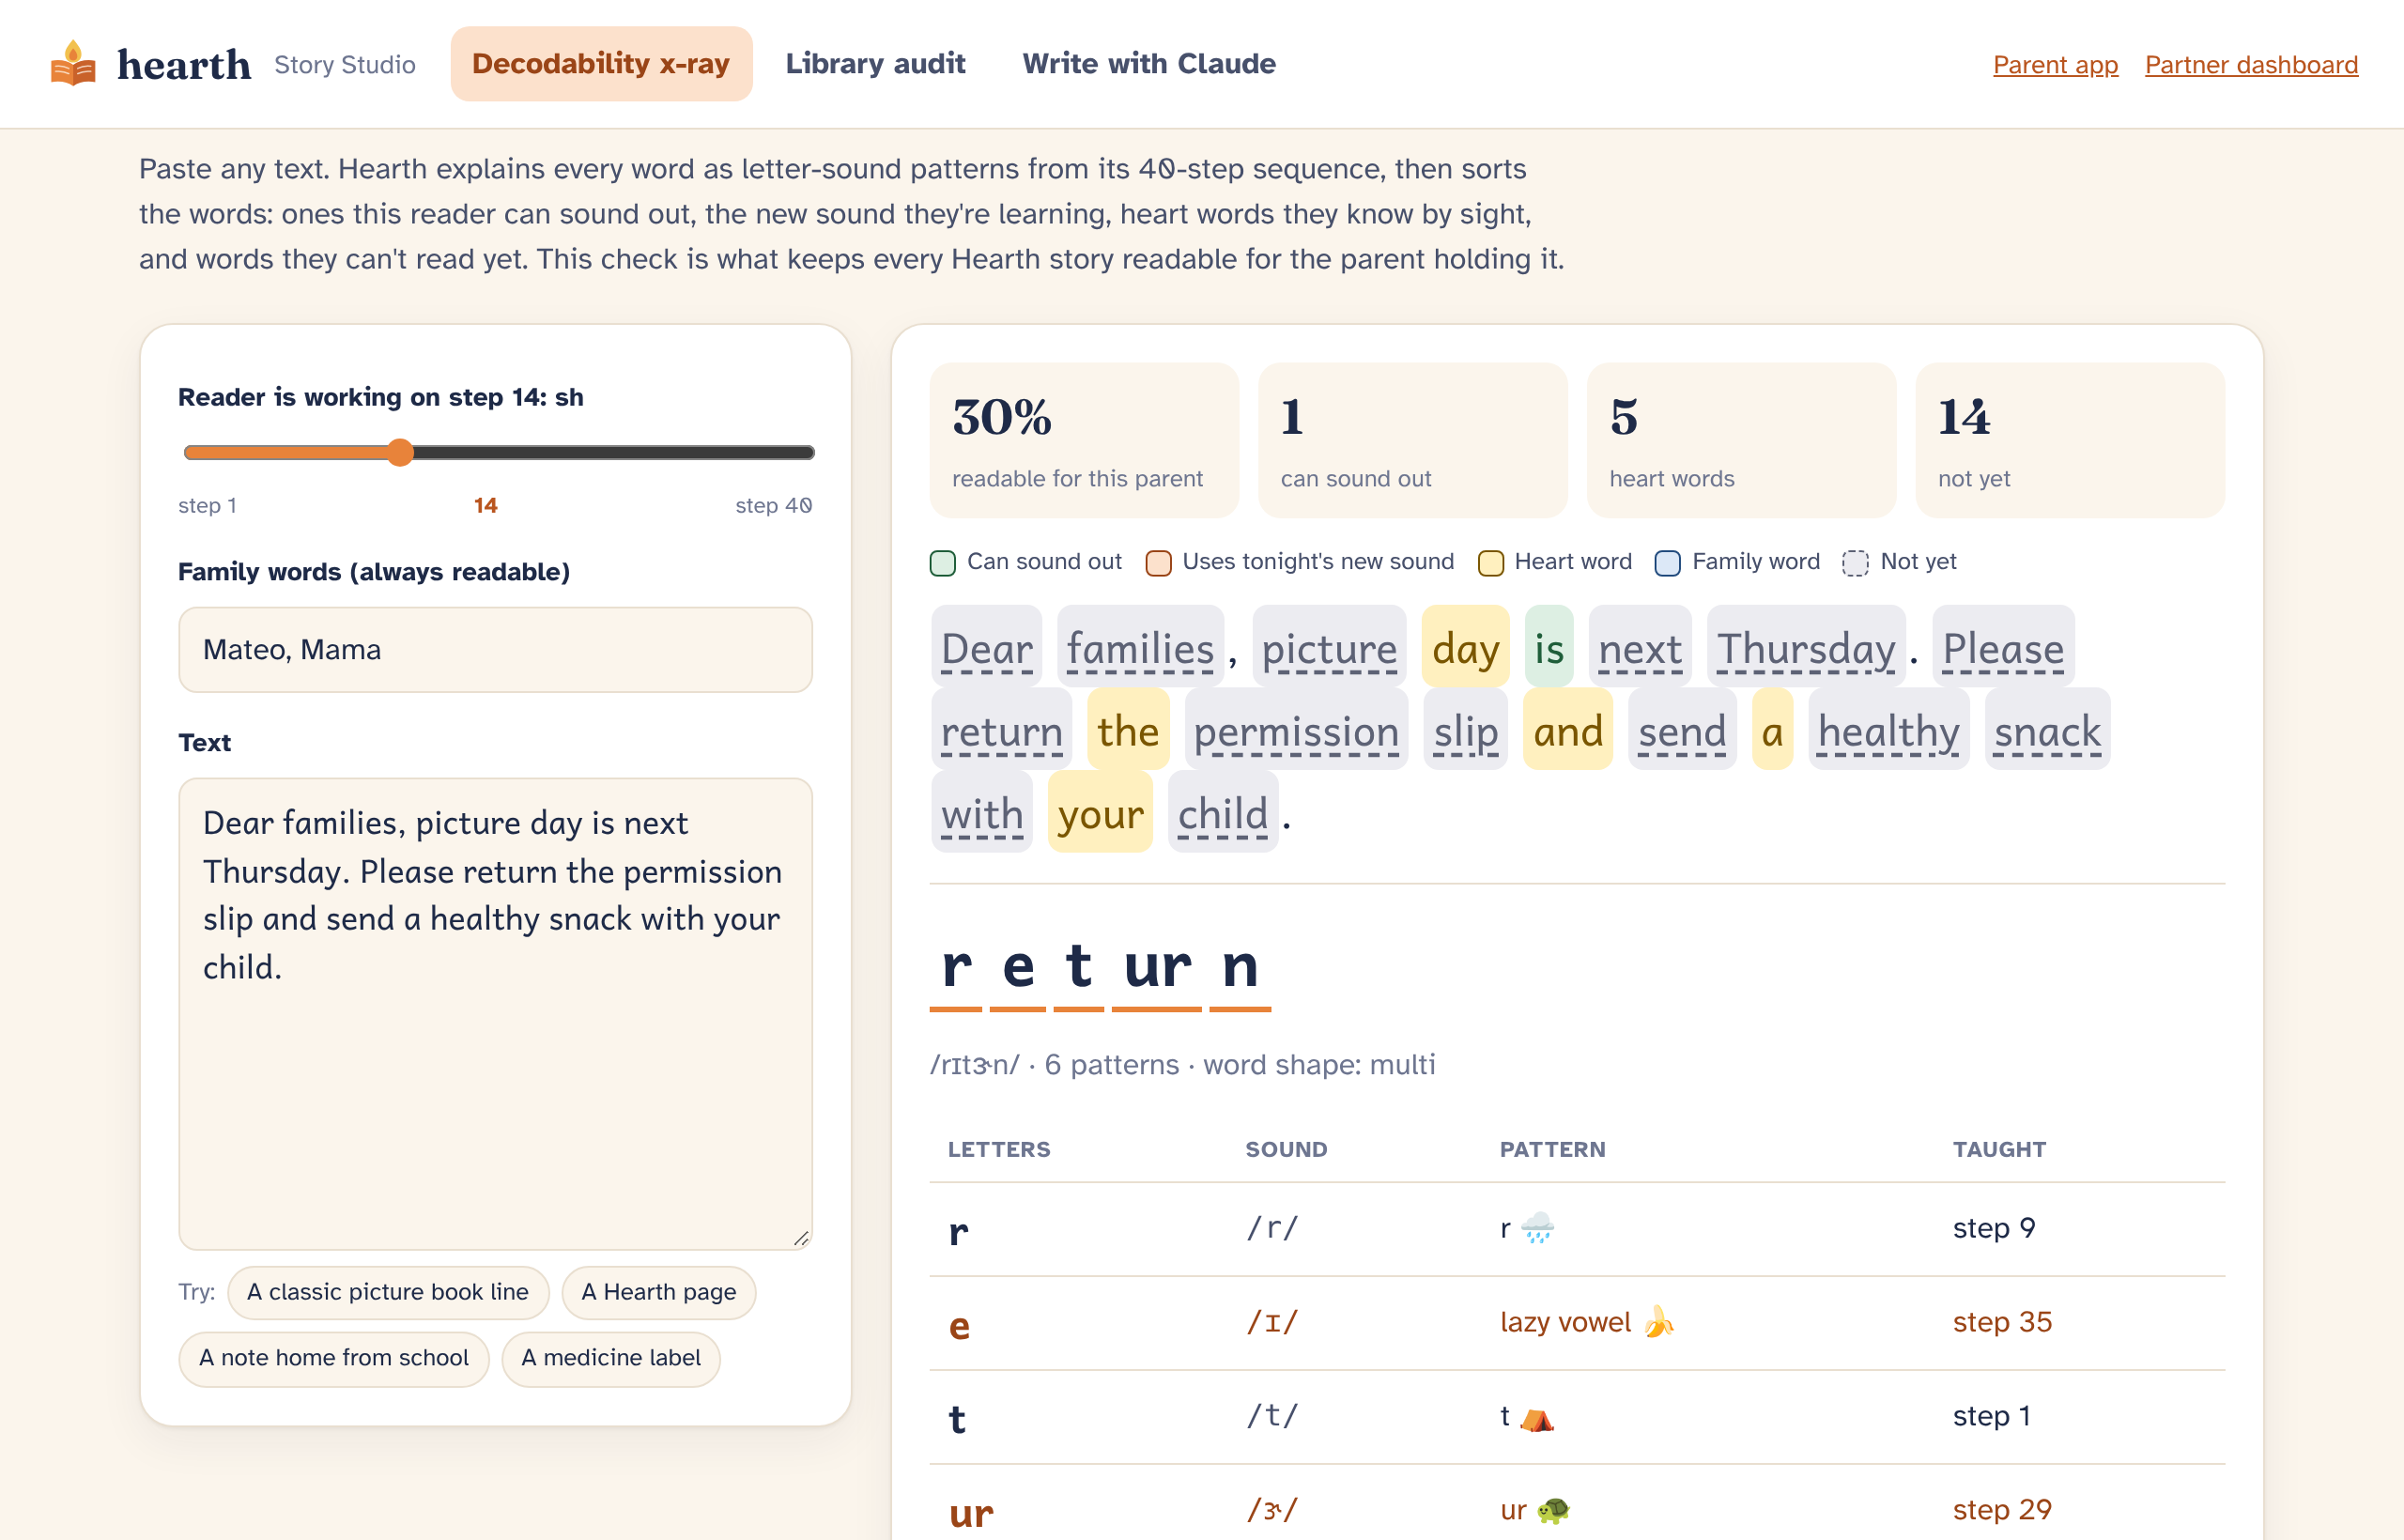 hearth Story Studio Decodability x-ray Library audit Write with Claude Parent app Partner dashboard
Paste any text. Hearth explains every word as letter-sound patterns from its 40-step sequence, then sorts
the words: ones this reader can sound out, the new sound they're learning, heart words they know by sight,
and words they can't read yet. This check is what keeps every Hearth story readable for the parent holding it.
Reader is working on step 14: sh
step 1 14 step 40
Family words (always readable)
Mateo, Mama
Text
Dear families, picture day is next
Thursday. Please return the permission
slip and send a healthy snack with your
child.
Try: A classic picture book line A Hearth page
A note home from school A medicine label
30% 1 5 14
readable for this parent can sound out heart words not yet
Can sound out Uses tonight's new sound Heart word Family word Not yet
Dear families, picture day is next Thursday. Please
return the permission slip and send a healthy snack
with your child.
r e t ur n
/rɪtɝn/ · 6 patterns · word shape: multi
LETTERS SOUND PATTERN TAUGHT
r /r/ r step 9
e /ɪ/ lazy vowel step 35
t /t/ t step 1
ur /ɝ/ ur step 29